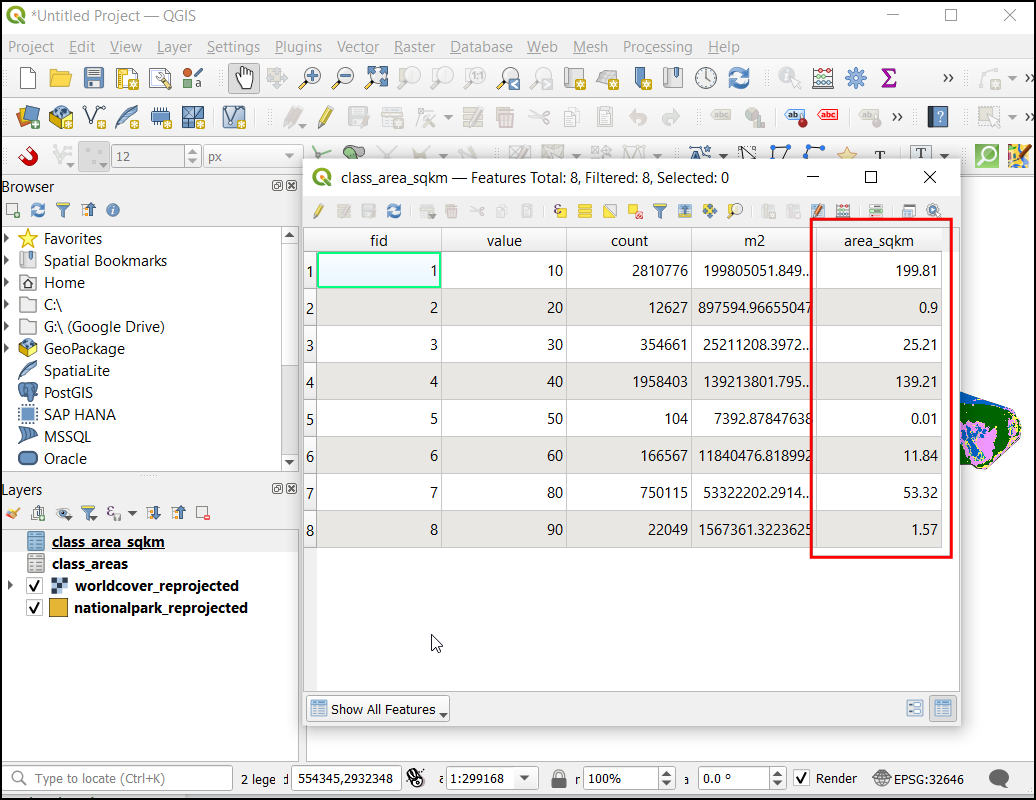 *Untitled Project — QGIS
Project Edit View Layer Settings Plugins Vector Raster Database Web Mesh Processing Help
abc abc abc abc
12 px
Browser
Favorites
Spatial Bookmarks
Home
C:\
G:\ (Google Drive)
GeoPackage
SpatiaLite
PostGIS
SAP HANA
MSSQL
Oracle
Layers
class_area_sqkm
class_areas
worldcover_reprojected
nationalpark_reprojected
class_area_sqkm — Features Total: 8, Filtered: 8, Selected: 0
fid value count m2 area_sqkm
1 1 10 2810776 199805051.849... 199.81
2 2 20 12627 897594.96655047 0.9
3 3 30 354661 25211208.3972... 25.21
4 4 40 1958403 139213801.795... 139.21
5 5 50 104 7392.87847638 0.01
6 6 60 166567 11840476.818992 11.84
7 7 80 750115 53322202.2914... 53.32
8 8 90 22049 1567361.3223625 1.57
Show All Features
Type to locate (Ctrl+K) 2 lege 554345,2932348 1:299168 100% 0.0 ° Render EPSG:32646